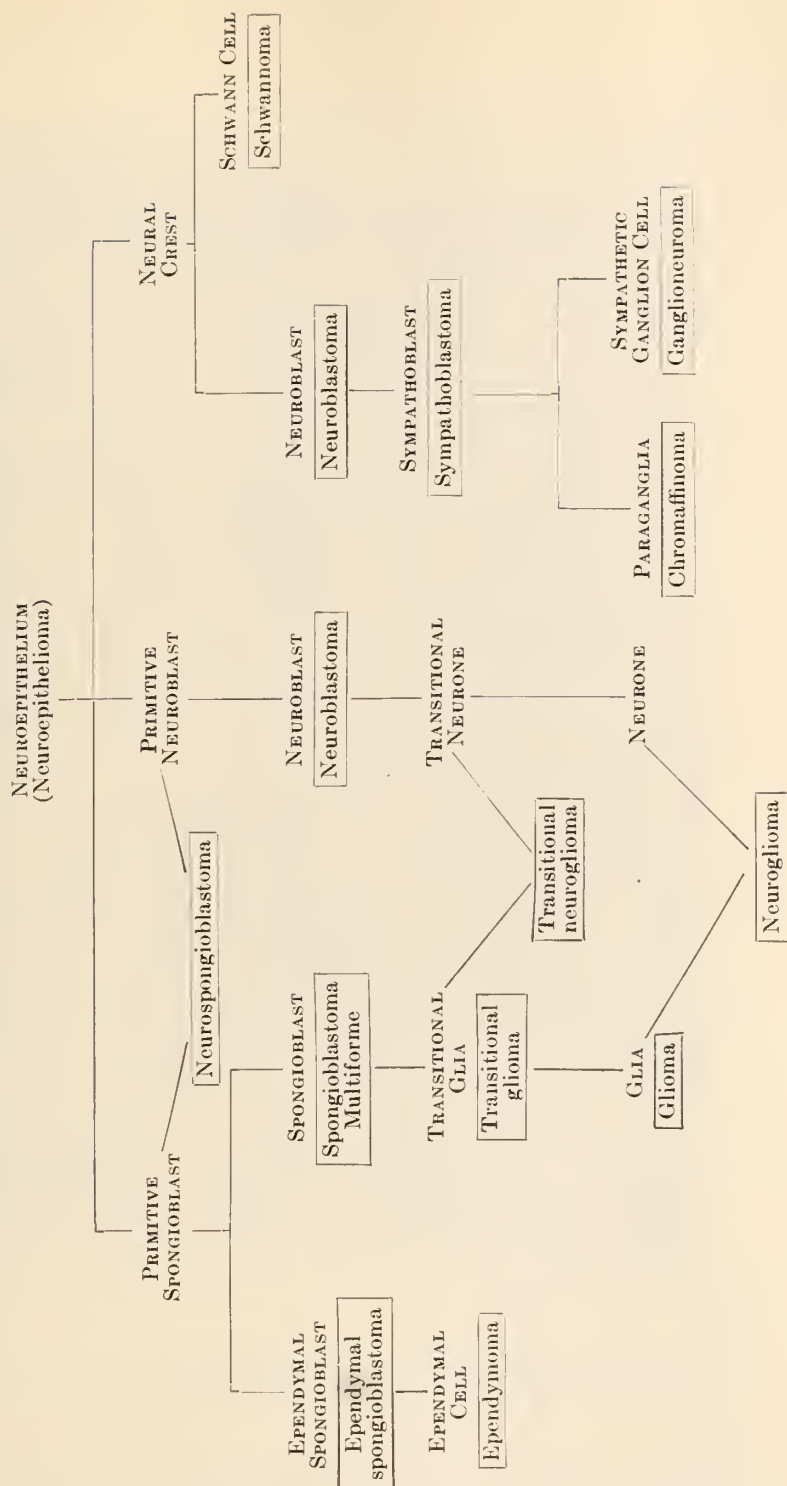 NEUROEPITHELIUM
(Neuroepithelioma)
PRIMITIVE
SPONGIOBLAST
PRIMITIVE
NEUROBLAST
NEURAL
CREST
Neurospongioblastoma
SCHWANN CELL
Schwannoma
EPENDYMAL
SPONGIOBLAST
Ependymal
spongioblastoma
SPONGIOBLAST
Spongioblastoma
Multiforme
NEUROBLAST
Neuroblastoma
NEUROBLAST
Neuroblastoma
EPENDYMAL
CELL
Ependymoma
TRANSITIONAL
GLIA
Transitional
glioma
TRANSITIONAL
NEURONE
SYMPATHOBLAST
Sympathoblastoma
Transitional
neuroglioma
GLIA
Glioma
NEURONE
PARAGANGLIA
Chromaffinoma
SYMPATHETIC
GANGLION CELL
Ganglioneuroma
Neuroglioma